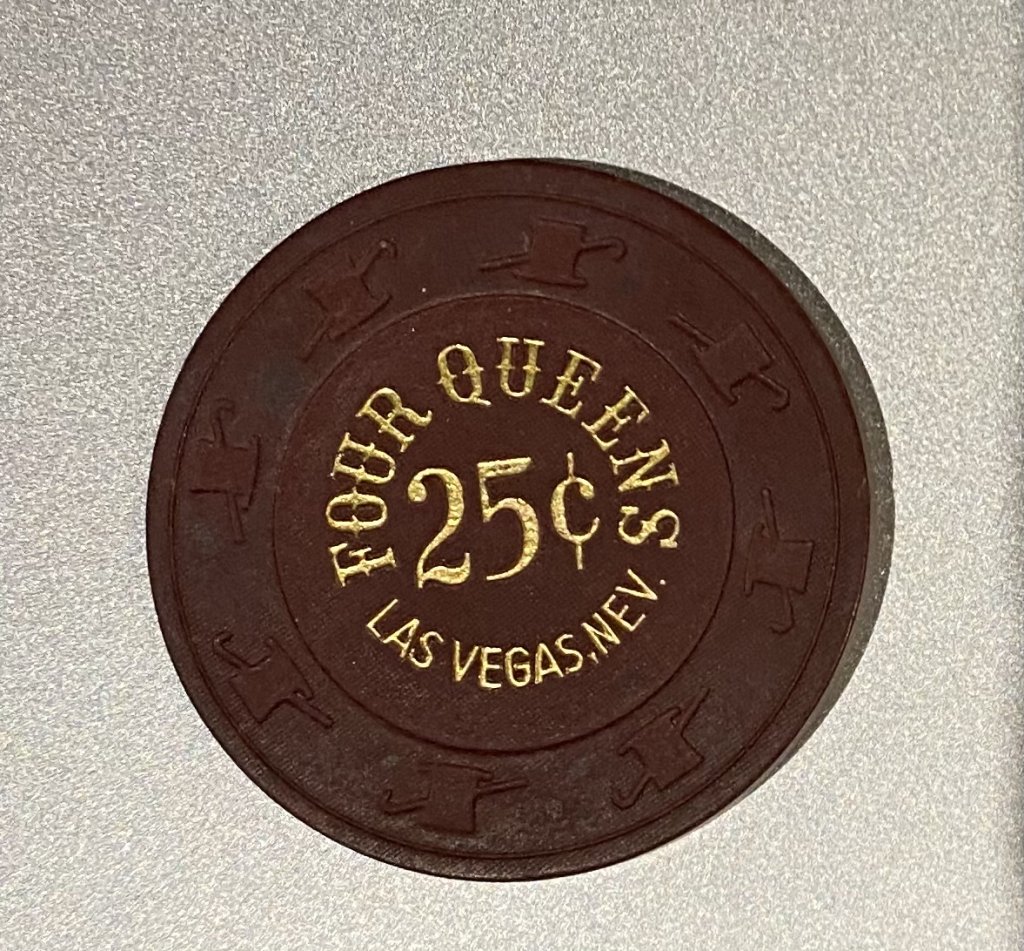 FOUR QUEENS
25¢
LAS VEGAS, NEV.